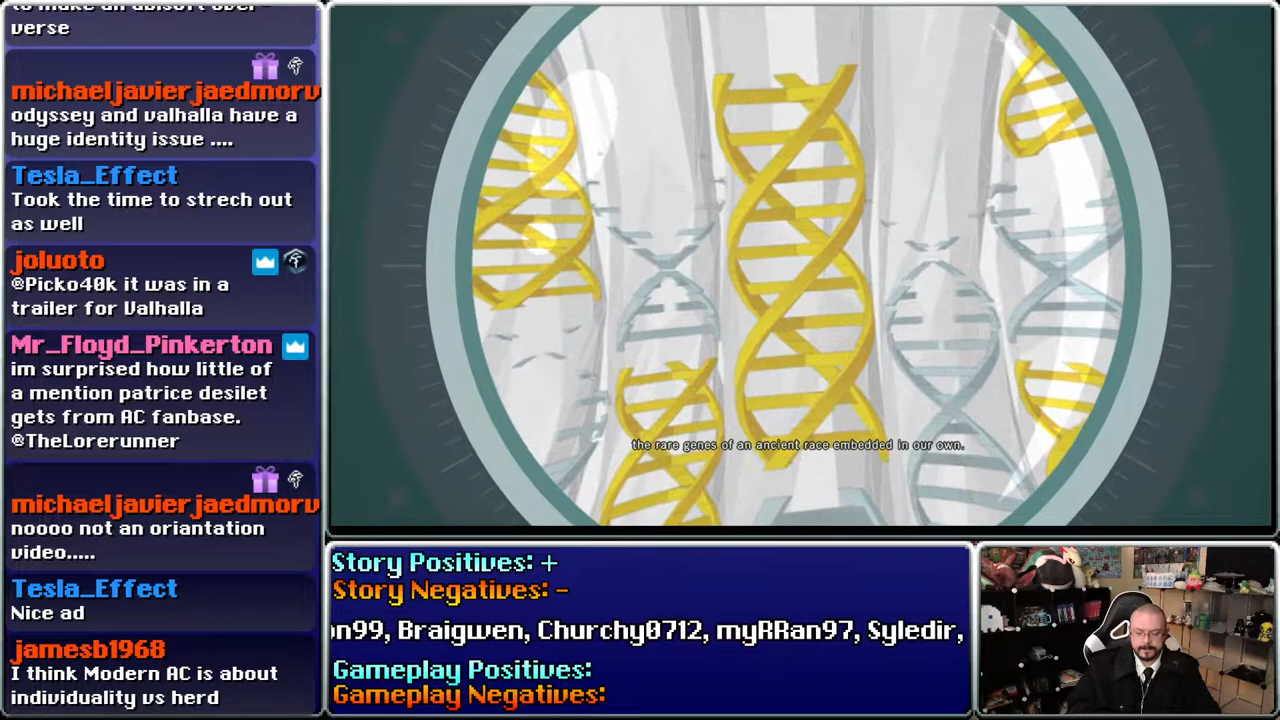 verse
michaeljavierjaedmorv
odyssey and valhalla have a
huge identity issue ....
Tesla_Effect
Took the time to strech out
as well
joluoto
@Picko40k it was in a
trailer for Valhalla
Mr_Floyd_Pinkerton
im surprised how little of
a mention patrice desilet
gets from AC fanbase.
@TheLorerunner
michaeljavierjaedmorv
noooo not an oriantation
video.....
Tesla_Effect
Nice ad
jamesb1968
I think Modern AC is about
individuality vs herd
the rare genes of an ancient race embedded in our own.
Story Positives: +
Story Negatives: -
on99, Braigwen, Churchy0712, myRRan97, Syledir,
Gameplay Positives:
Gameplay Negatives: